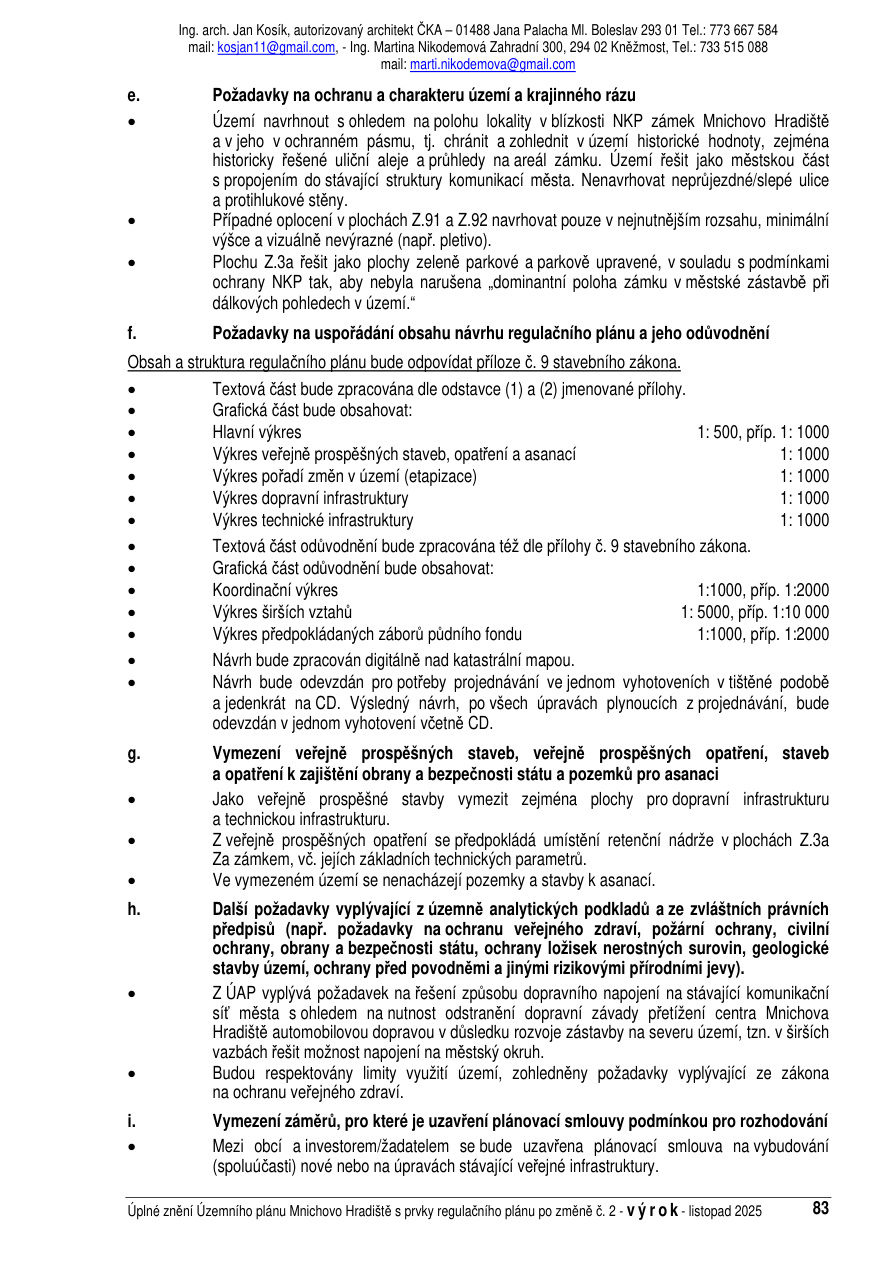 Ing. arch. Jan Kosík, autorizovaný architekt ČKA – 01488 Jana Palacha Ml. Boleslav 293 01 Tel.: 773 667 584
mail: kosjan11@gmail.com, - Ing. Martina Nikodemová Zahradní 300, 294 02 Kněžmost, Tel.: 733 515 088
mail: marti.nikodemova@gmail.com
e. Požadavky na ochranu a charakteru území a krajinného rázu
• Území navrhnout s ohledem na polohu lokality v blízkosti NKP zámek Mnichovo Hradiště
a v jeho v ochranném pásmu, tj. chránit a zohlednit v území historické hodnoty, zejména
historicky řešené uliční aleje a průhledy na areál zámku. Území řešit jako městskou část
s propojením do stávající struktury komunikací města. Nenavrhovat neprůjezdné/slepé ulice
a protihlukové stěny.
• Případné oplocení v plochách Z.91 a Z.92 navrhovat pouze v nejnutnějším rozsahu, minimální
výšce a vizuálně nevýrazné (např. pletivo).
• Plochu Z.3a řešit jako plochy zeleně parkové a parkově upravené, v souladu s podmínkami
ochrany NKP tak, aby nebyla narušena „dominantní poloha zámku v městské zástavbě při
dálkových pohledech v území.“
f. Požadavky na uspořádání obsahu návrhu regulačního plánu a jeho odůvodnění
Obsah a struktura regulačního plánu bude odpovídat příloze č. 9 stavebního zákona.
• Textová část bude zpracována dle odstavce (1) a (2) jmenované přílohy.
• Grafická část bude obsahovat:
• Hlavní výkres 1: 500, příp. 1: 1000
• Výkres veřejně prospěšných staveb, opatření a asanací 1: 1000
• Výkres pořadí změn v území (etapizace) 1: 1000
• Výkres dopravní infrastruktury 1: 1000
• Výkres technické infrastruktury 1: 1000
• Textová část odůvodnění bude zpracována též dle přílohy č. 9 stavebního zákona.
• Grafická část odůvodnění bude obsahovat:
• Koordinační výkres 1:1000, příp. 1:2000
• Výkres širších vztahů 1: 5000, příp. 1:10 000
• Výkres předpokládaných záborů půdního fondu 1:1000, příp. 1:2000
• Návrh bude zpracován digitálně nad katastrální mapou.
• Návrh bude odevzdán pro potřeby projednávání ve jednom vyhotoveních v tištěné podobě
a jedenkrát na CD. Výsledný návrh, po všech úpravách plynoucích z projednávání, bude
odevzdán v jednom vyhotovení včetně CD.
g. Vymezení veřejně prospěšných staveb, veřejně prospěšných opatření, staveb
a opatření k zajištění obrany a bezpečnosti státu a pozemků pro asanaci
• Jako veřejně prospěšné stavby vymezit zejména plochy pro dopravní infrastrukturu
a technickou infrastrukturu.
• Z veřejně prospěšných opatření se předpokládá umístění retenční nádrže v plochách Z.3a
Za zámkem, vč. jejích základních technických parametrů.
• Ve vymezeném území se nenacházejí pozemky a stavby k asanací.
h. Další požadavky vyplývající z územně analytických podkladů a ze zvláštních právních
předpisů (např. požadavky na ochranu veřejného zdraví, požární ochrany, civilní
ochrany, obrany a bezpečnosti státu, ochrany ložisek nerostných surovin, geologické
stavby území, ochrany před povodněmi a jinými rizikovými přírodními jevy).
• Z ÚAP vyplývá požadavek na řešení způsobu dopravního napojení na stávající komunikační
síť města s ohledem na nutnost odstranění dopravní závady přetížení centra Mnichova
Hradiště automobilovou dopravou v důsledku rozvoje zástavby na severu území, tzn. v širších
vazbách řešit možnost napojení na městský okruh.
• Budou respektovány limity využití území, zohledněny požadavky vyplývající ze zákona
na ochranu veřejného zdraví.
i. Vymezení záměrů, pro které je uzavření plánovací smlouvy podmínkou pro rozhodování
• Mezi obcí a investorem/žadatelem se bude uzavřena plánovací smlouva na vybudování
(spoluúčasti) nové nebo na úpravách stávající veřejné infrastruktury.
Úplné znění Územního plánu Mnichovo Hradiště s prvky regulačního plánu po změně č. 2 - v ý r o k - listopad 2025 83